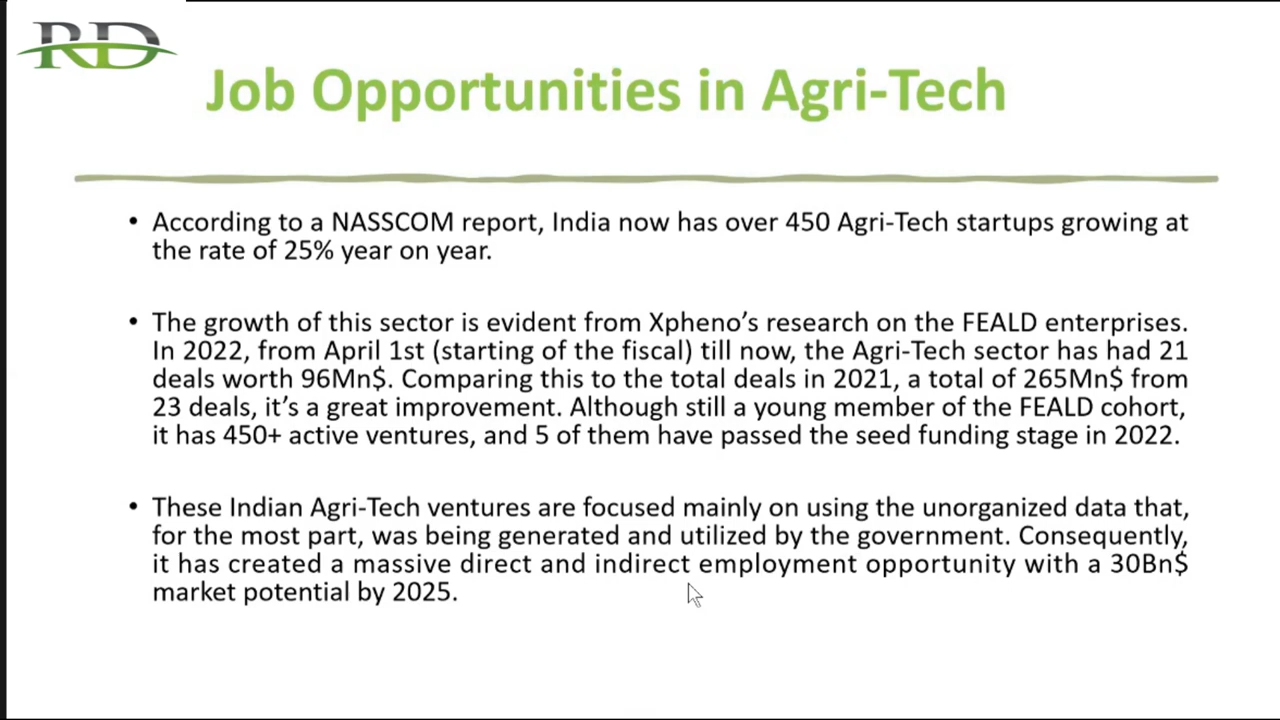 RD
Job Opportunities in Agri-Tech
• According to a NASSCOM report, India now has over 450 Agri-Tech startups growing at
the rate of 25% year on year.
• The growth of this sector is evident from Xpheno’s research on the FEALD enterprises.
In 2022, from April 1st (starting of the fiscal) till now, the Agri-Tech sector has had 21
deals worth 96Mn$. Comparing this to the total deals in 2021, a total of 265Mn$ from
23 deals, it’s a great improvement. Although still a young member of the FEALD cohort,
it has 450+ active ventures, and 5 of them have passed the seed funding stage in 2022.
• These Indian Agri-Tech ventures are focused mainly on using the unorganized data that,
for the most part, was being generated and utilized by the government. Consequently,
it has created a massive direct and indirect employment opportunity with a 30Bn$
market potential by 2025.